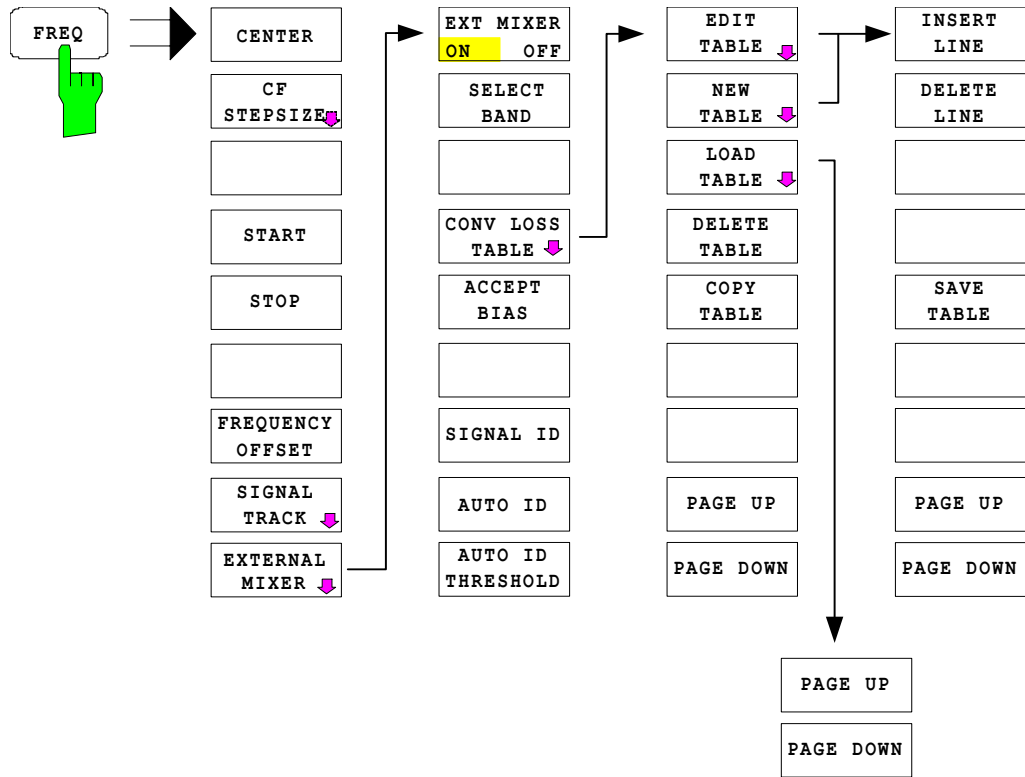 FREQ
CENTER
CF
STEPSIZE
START
STOP
FREQUENCY
OFFSET
SIGNAL
TRACK
EXTERNAL
MIXER
EXT MIXER
ON OFF
SELECT
BAND
CONV LOSS
TABLE
ACCEPT
BIAS
SIGNAL ID
AUTO ID
AUTO ID
THRESHOLD
EDIT
TABLE
NEW
TABLE
LOAD
TABLE
DELETE
TABLE
COPY
TABLE
PAGE UP
PAGE DOWN
INSERT
LINE
DELETE
LINE
SAVE
TABLE
PAGE UP
PAGE DOWN
PAGE UP
PAGE DOWN